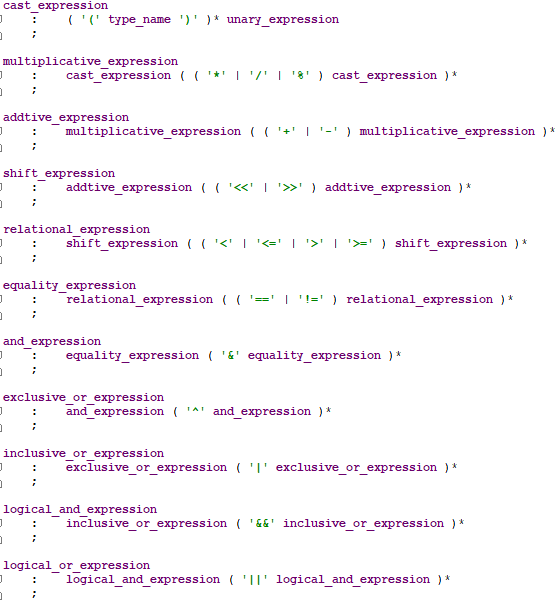 cast_expression
: ( '(' type_name ')' )* unary_expression
;
multiplicative_expression
: cast_expression ( ( '*' | '/' | '%' ) cast_expression )*
;
addtive_expression
: multiplicative_expression ( ( '+' | '-' ) multiplicative_expression )*
;
shift_expression
: addtive_expression ( ( '<<' | '>>' ) addtive_expression )*
;
relational_expression
: shift_expression ( ( '<' | '<=' | '>' | '>=' ) shift_expression )*
;
equality_expression
: relational_expression ( ( '==' | '!=' ) relational_expression )*
;
and_expression
: equality_expression ( '&' equality_expression )*
;
exclusive_or_expression
: and_expression ( '^' and_expression )*
;
inclusive_or_expression
: exclusive_or_expression ( '|' exclusive_or_expression )*
;
logical_and_expression
: inclusive_or_expression ( '&&' inclusive_or_expression )*
;
logical_or_expression
: logical_and_expression ( '||' logical_and_expression )*
;